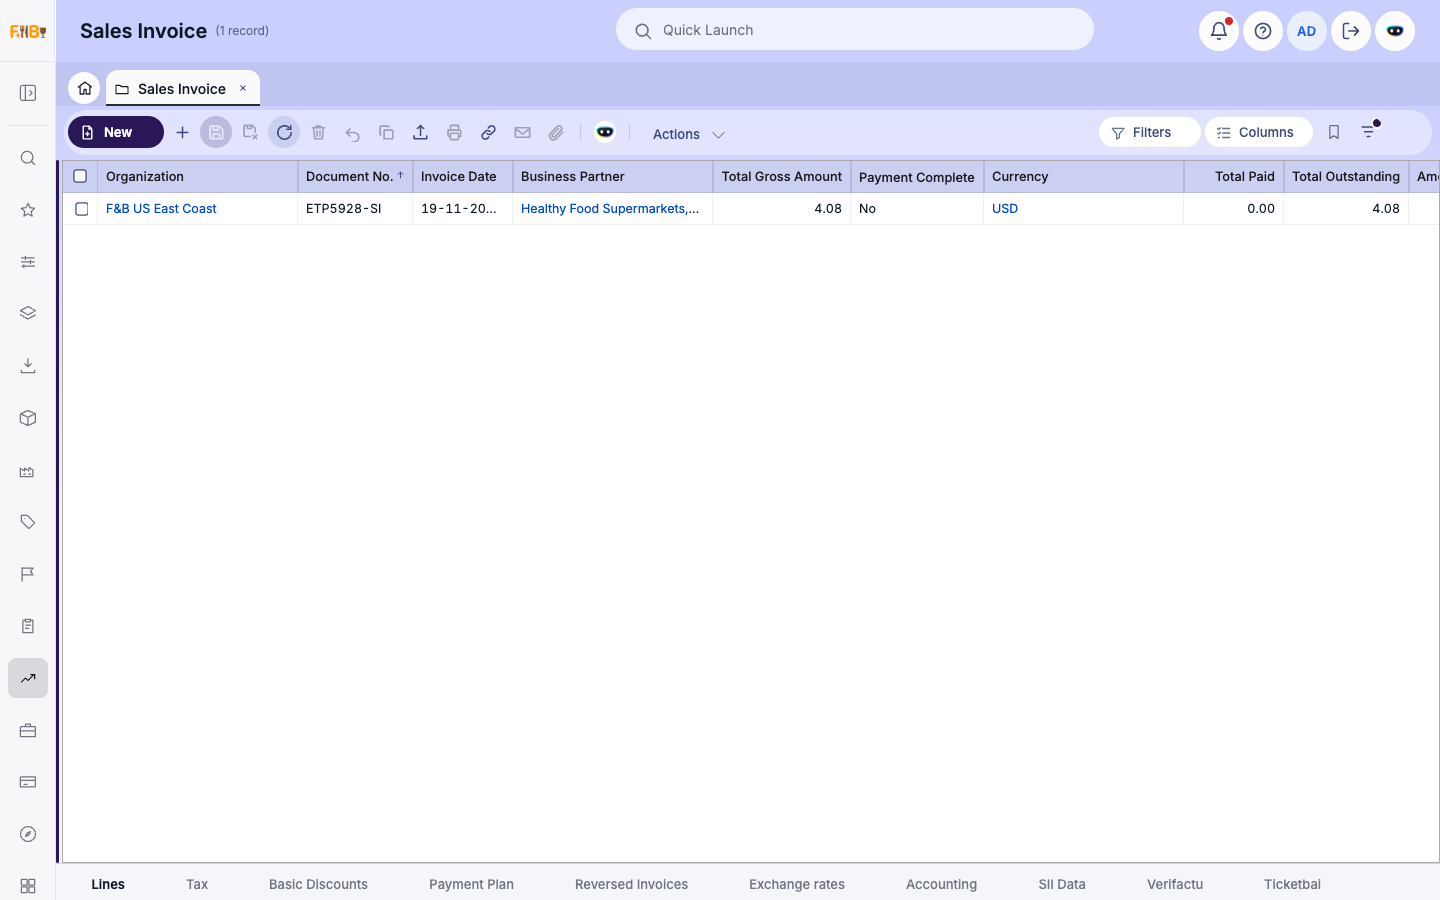 F&B
Sales Invoice (1 record)
Quick Launch
AD
Sales Invoice ×
New
Actions
Filters
Columns
Organization Document No. ↑ Invoice Date Business Partner Total Gross Amount Payment Complete Currency Total Paid Total Outstanding Amo
F&B US East Coast ETP5928-SI 19-11-20... Healthy Food Supermarkets,... 4.08 No USD 0.00 4.08
Lines Tax Basic Discounts Payment Plan Reversed Invoices Exchange rates Accounting SII Data Verifactu Ticketbai